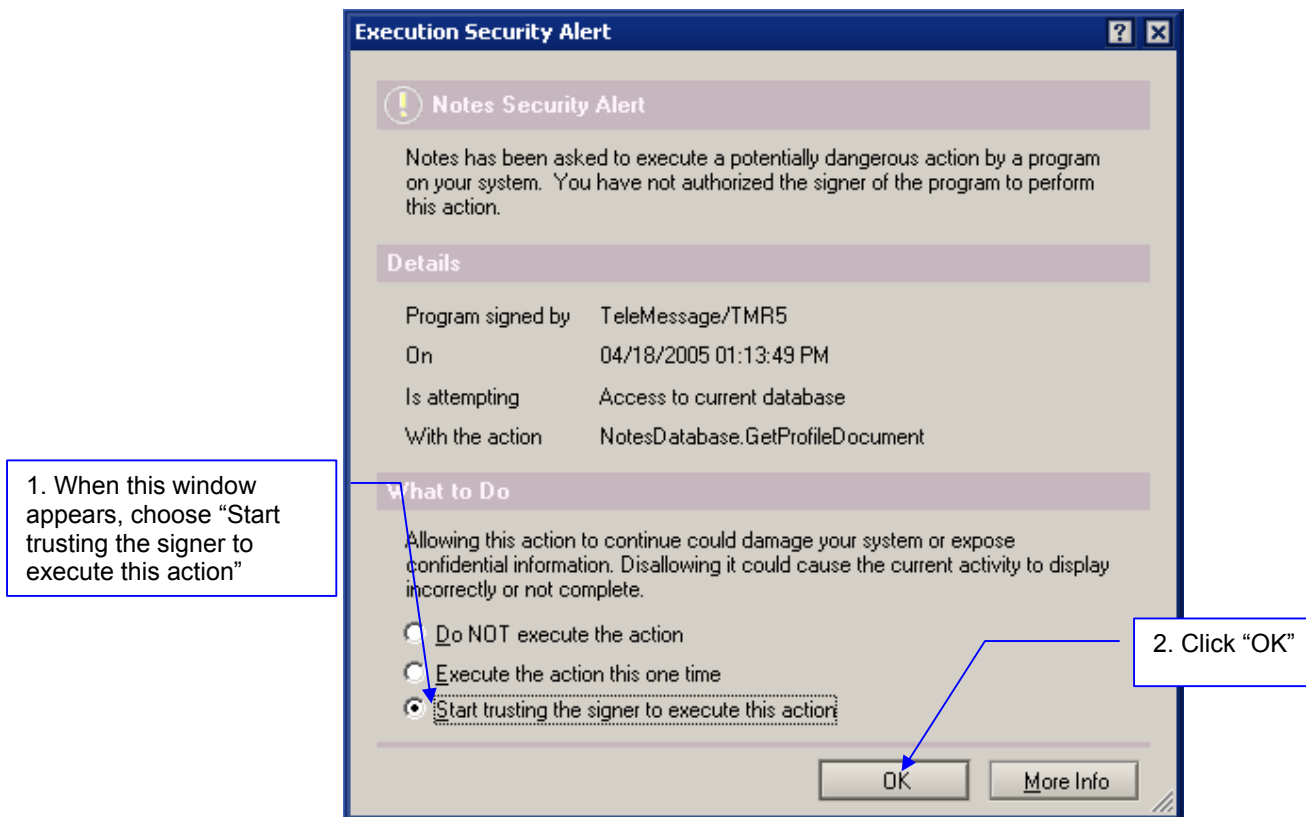 Execution Security Alert
Notes Security Alert
Notes has been asked to execute a potentially dangerous action by a program
on your system. You have not authorized the signer of the program to perform
this action.
Details
Program signed by TeleMessage/TMR5
On 04/18/2005 01:13:49 PM
Is attempting Access to current database
With the action NotesDatabase.GetProfileDocument
1. When this window
appears, choose “Start
trusting the signer to
execute this action”
What to Do
Allowing this action to continue could damage your system or expose
confidential information. Disallowing it could cause the current activity to display
incorrectly or not complete.
Do NOT execute the action
Execute the action this one time
Start trusting the signer to execute this action
2. Click “OK”
OK
More Info